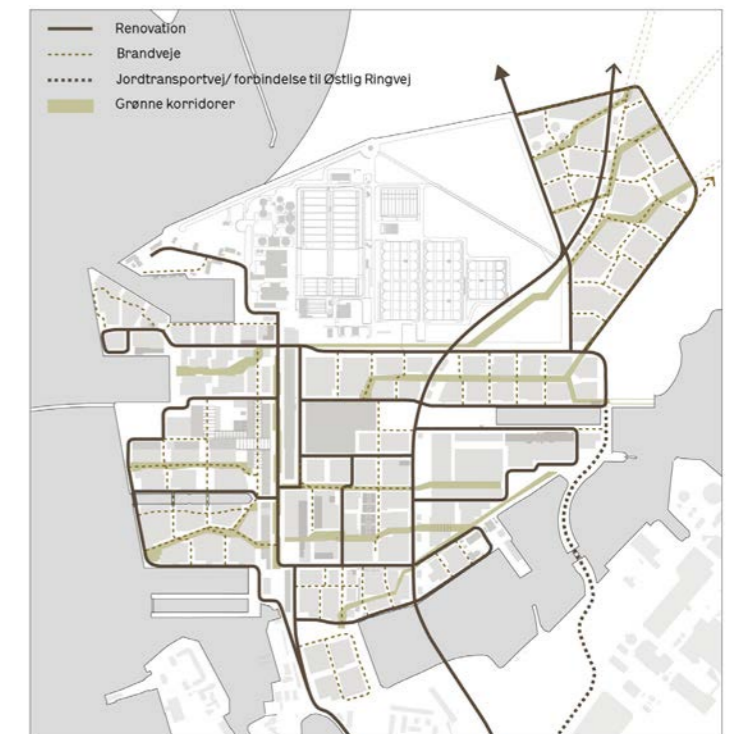 Renovation
Brandveje
Jordtransportvej/ forbindelse til Østlig Ringvej
Grønne korridorer